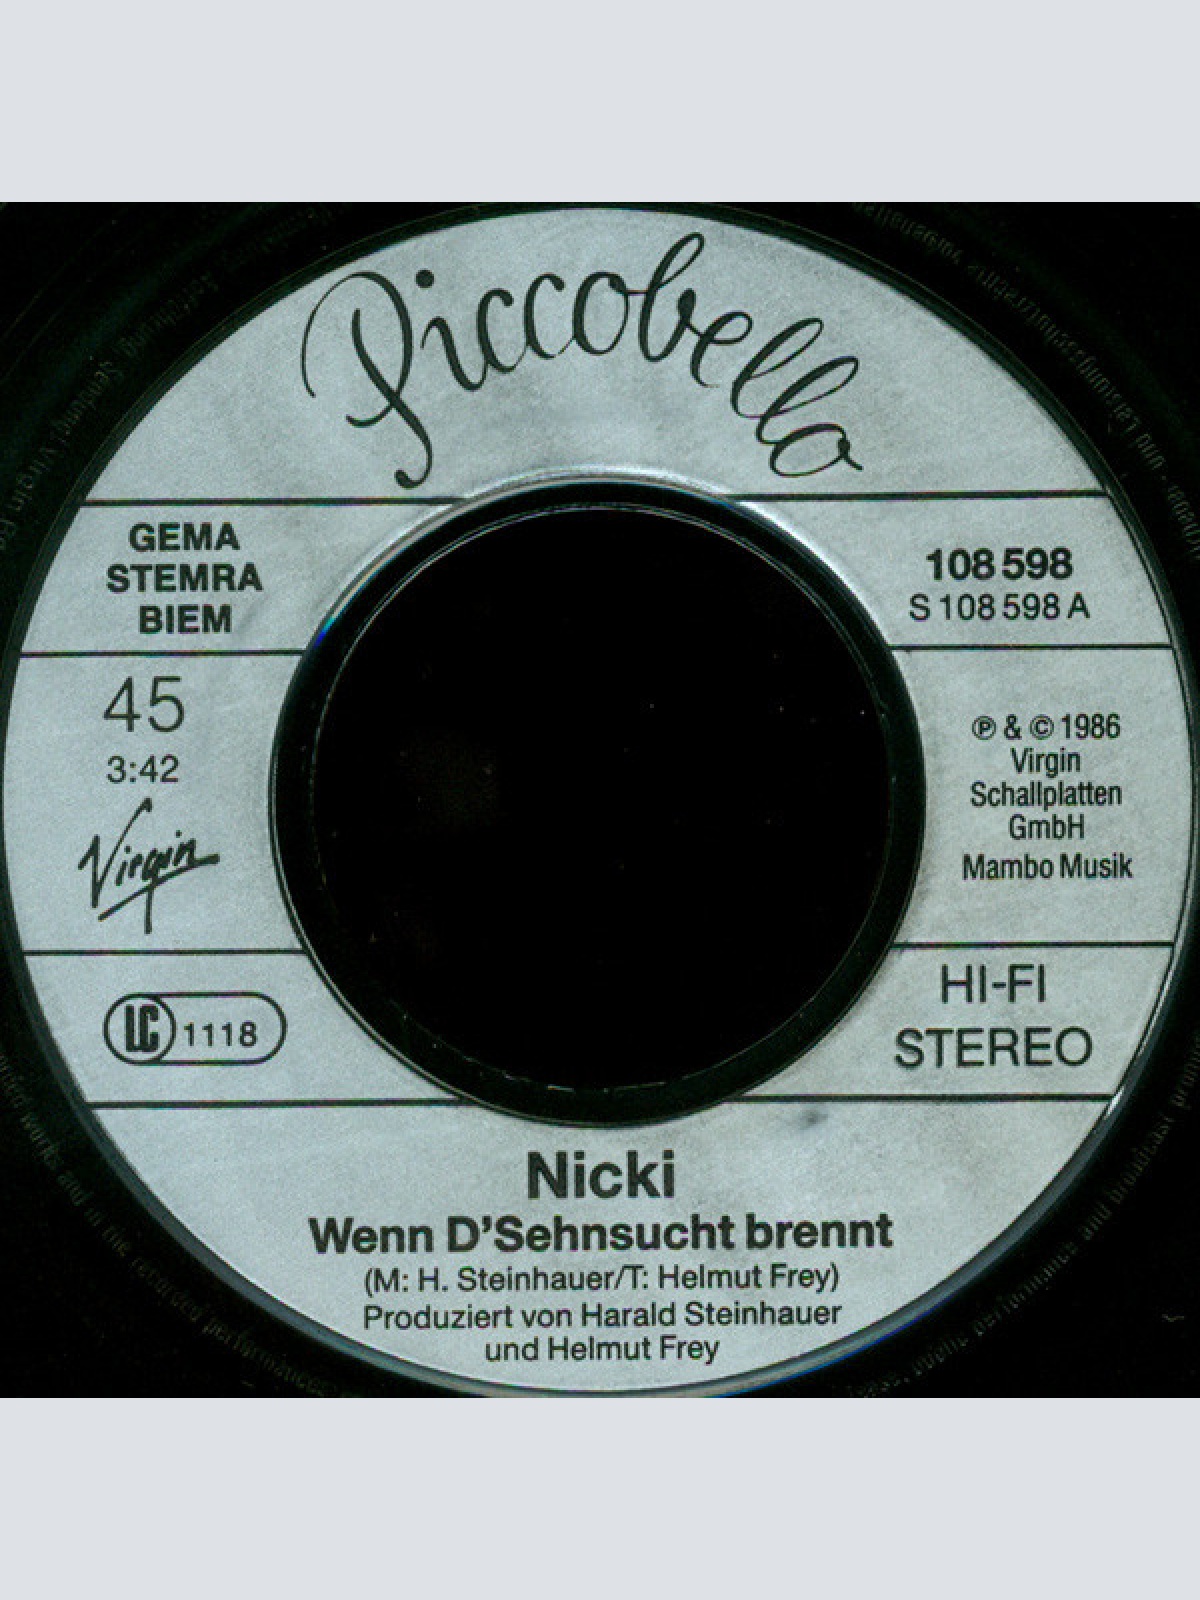 Piccobello
GEMA
STEMRA
BIEM
108 598
S 108 598 A
45
3:42
Virgin
℗ & © 1986
Virgin
Schallplatten
GmbH
Mambo Musik
LC 1118
HI-FI
STEREO
Nicki
Wenn D'Sehnsucht brennt
(M: H. Steinhauer/T: Helmut Frey)
Produziert von Harald Steinhauer
und Helmut Frey